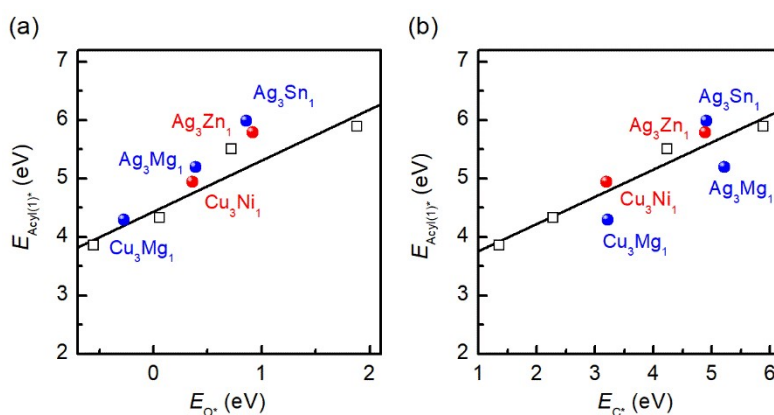 (a)
7
6
5
4
3
2
E_Acyl(1)* (eV)
Ag₃Sn₁
Ag₃Zn₁
Ag₃Mg₁
Cu₃Ni₁
Cu₃Mg₁
0 1 2
E_O* (eV)
(b)
7
6
5
4
3
2
E_Acyl(1)* (eV)
Ag₃Sn₁
Ag₃Zn₁
Ag₃Mg₁
Cu₃Ni₁
Cu₃Mg₁
1 2 3 4 5 6
E_C* (eV)